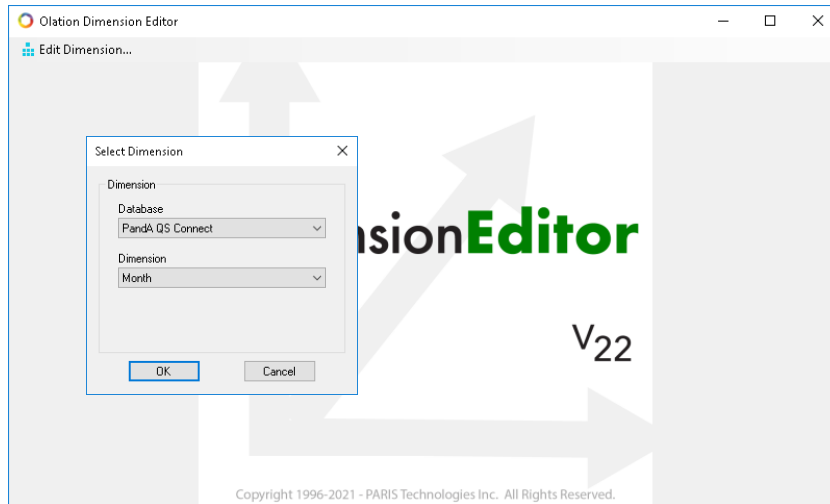 Olation Dimension Editor
Edit Dimension...
Select Dimension
Dimension
Database
PandA QS Connect
Dimension
Month
OK Cancel
nsionEditor
V22
Copyright 1996-2021 - PARIS Technologies Inc. All Rights Reserved.